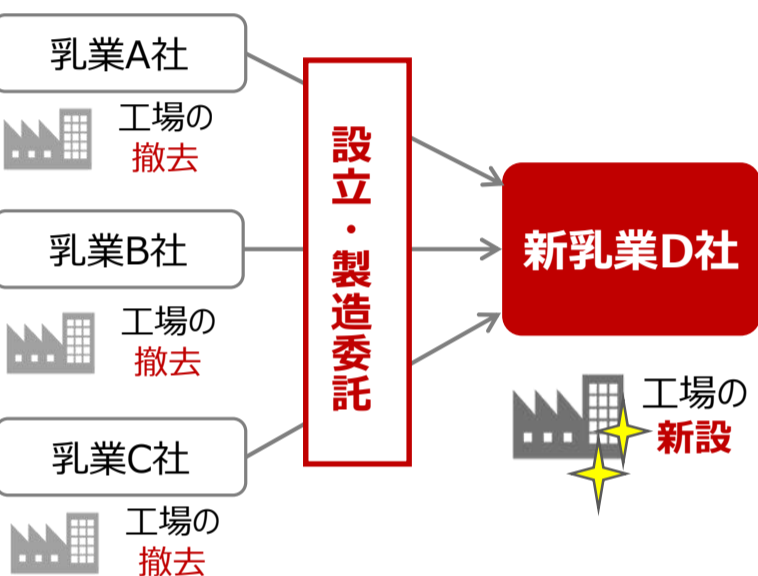 乳業A社
工場の
撤去
乳業B社
工場の
撤去
乳業C社
工場の
撤去
設立・製造委託
新乳業D社
工場の
新設